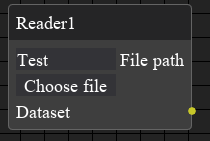 Reader1
Test File path
Choose file
Dataset